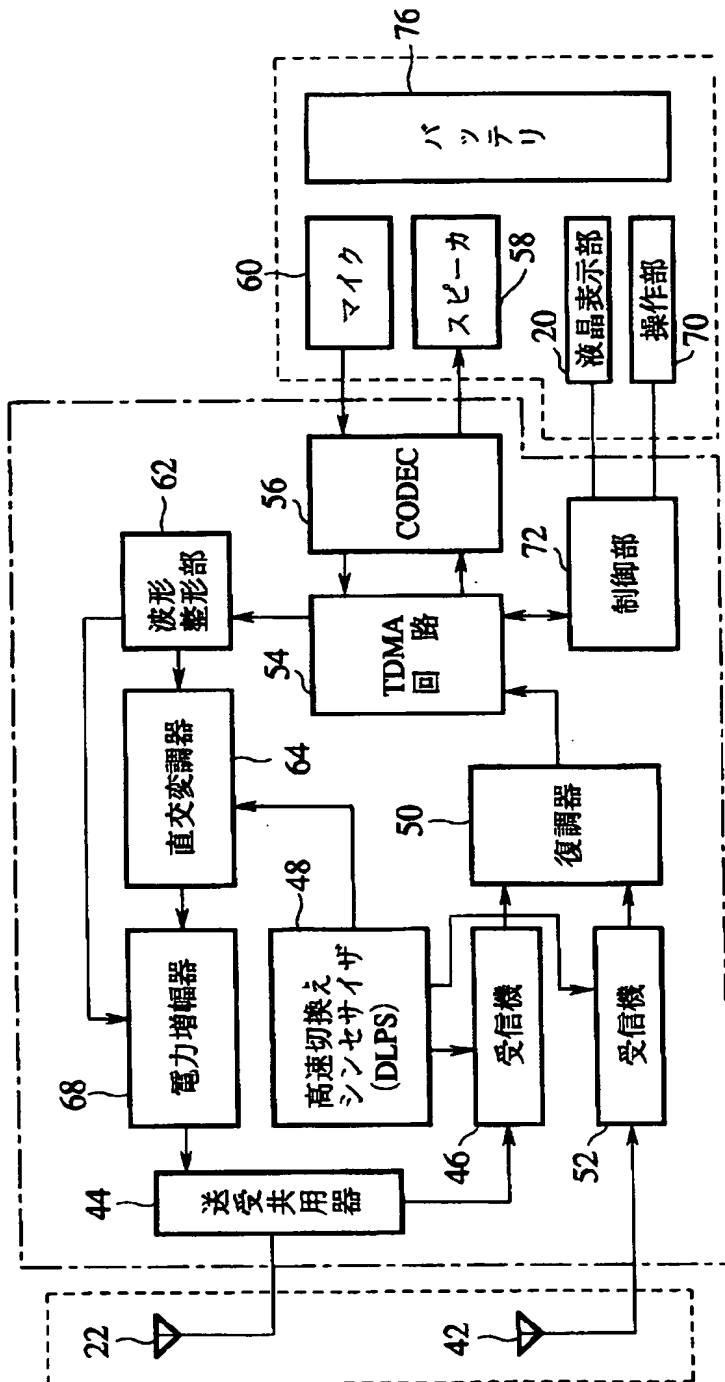 22
42
44
送受共用器
68
電力増幅器
直交変調器
64
波形
整形部
62
高速切換え
シンセサイザ
(DLPS)
48
46
受信機
52
受信機
50
復調器
54
TDMA
回 路
56
CODEC
72
制御部
60
マイク
スピーカ
58
20
液晶表示部
操作部
70
バッテリ
76